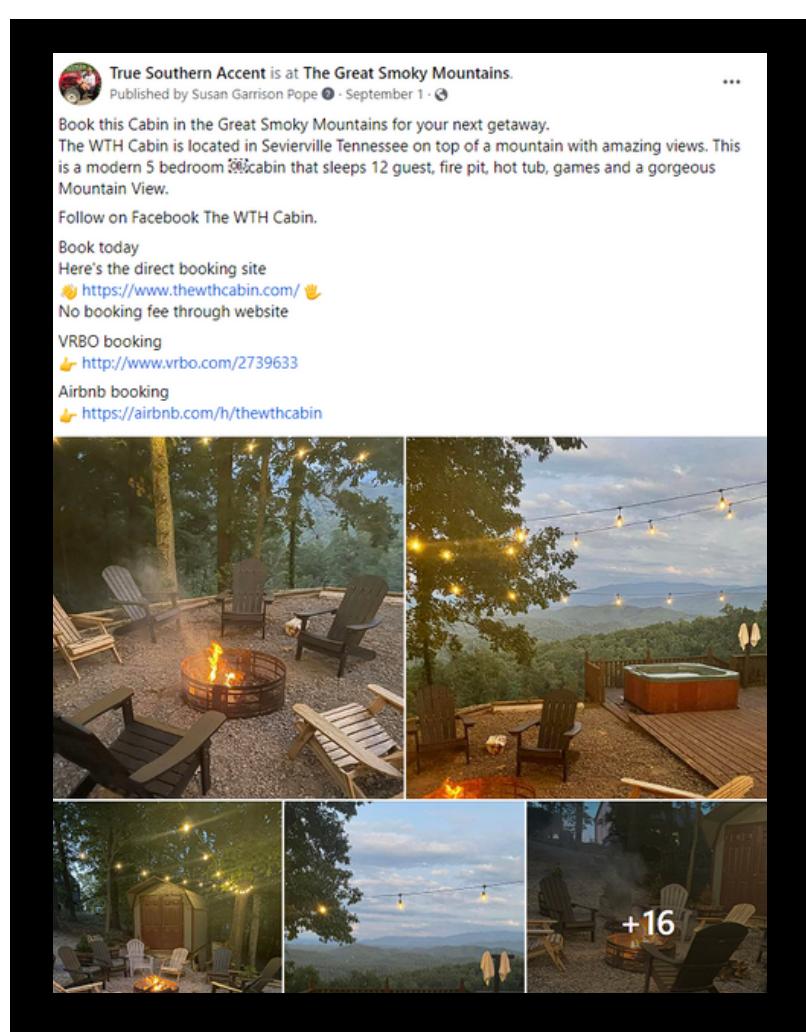 True Southern Accent is at The Great Smoky Mountains.
Published by Susan Garrison Pope · September 1 ·
Book this Cabin in the Great Smoky Mountains for your next getaway.
The WTH Cabin is located in Sevierville Tennessee on top of a mountain with amazing views. This
is a modern 5 bedroom ￼cabin that sleeps 12 guest, fire pit, hot tub, games and a gorgeous
Mountain View.
Follow on Facebook The WTH Cabin.
Book today
Here's the direct booking site
👋 https://www.thewthcabin.com/ 🖐
No booking fee through website
VRBO booking
👉 http://www.vrbo.com/2739633
Airbnb booking
👉 https://airbnb.com/h/thewthcabin
+16